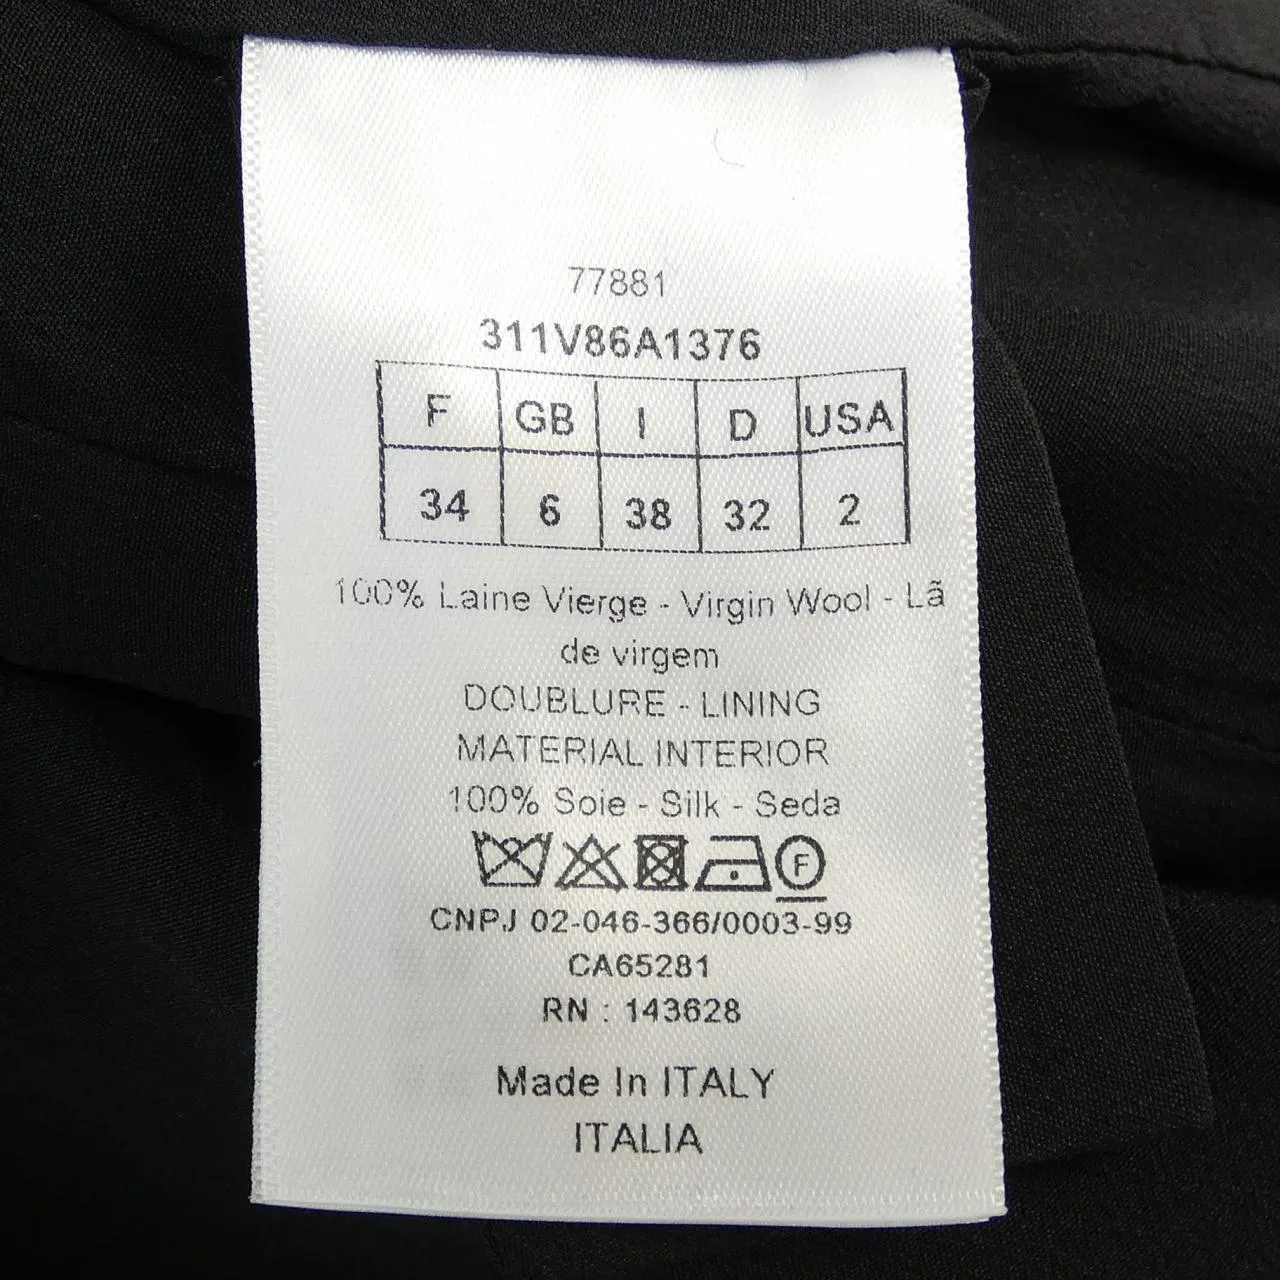 77881
311V86A1376
F GB I D USA
34 6 38 32 2
100% Laine Vierge - Virgin Wool - Lã
de virgem
DOUBLURE - LINING
MATERIAL INTERIOR
100% Soie - Silk - Seda
F
CNPJ 02-046-366/0003-99
CA65281
RN : 143628
Made In ITALY
ITALIA